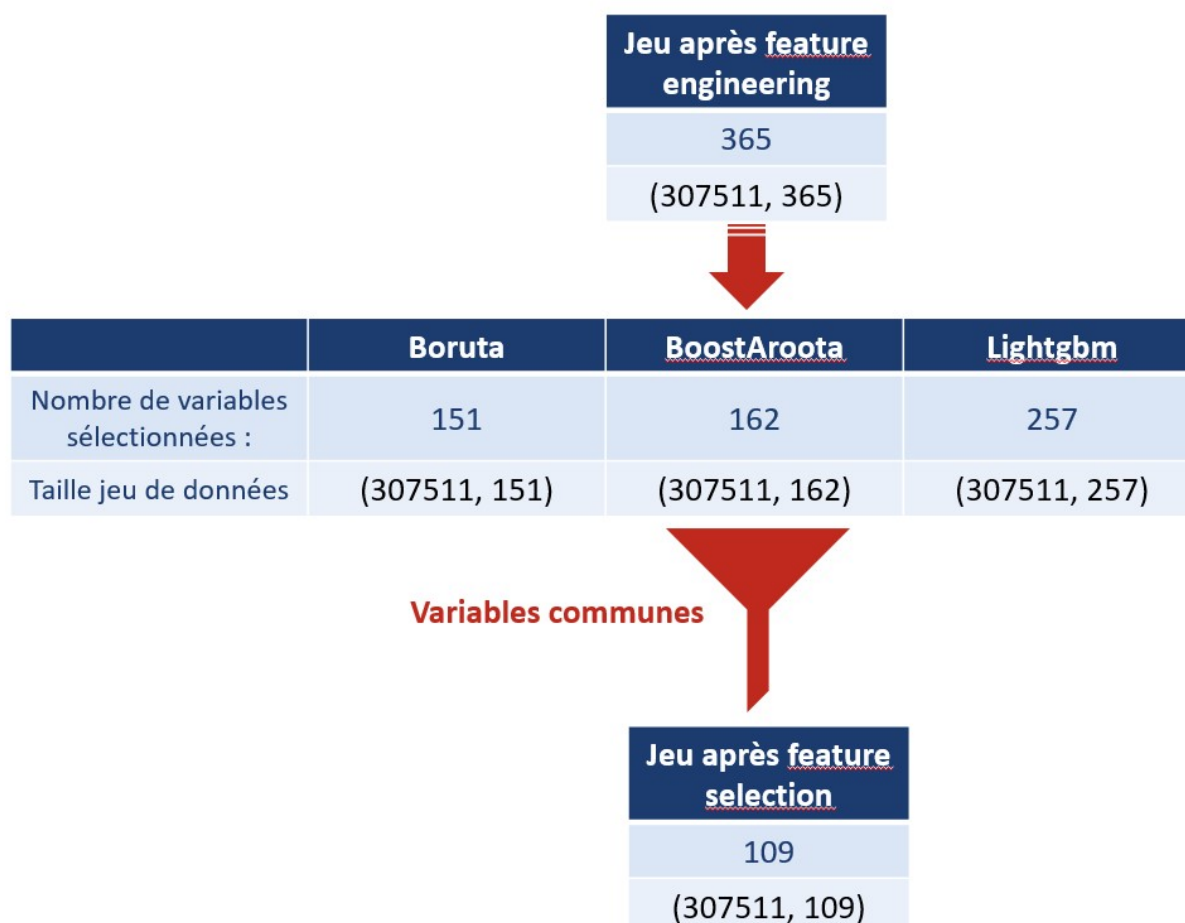 Jeu après feature
engineering
365
(307511, 365)
Boruta
BoostAroota
Lightgbm
Nombre de variables
sélectionnées :
151
162
257
Taille jeu de données
(307511, 151)
(307511, 162)
(307511, 257)
Variables communes
Jeu après feature
selection
109
(307511, 109)